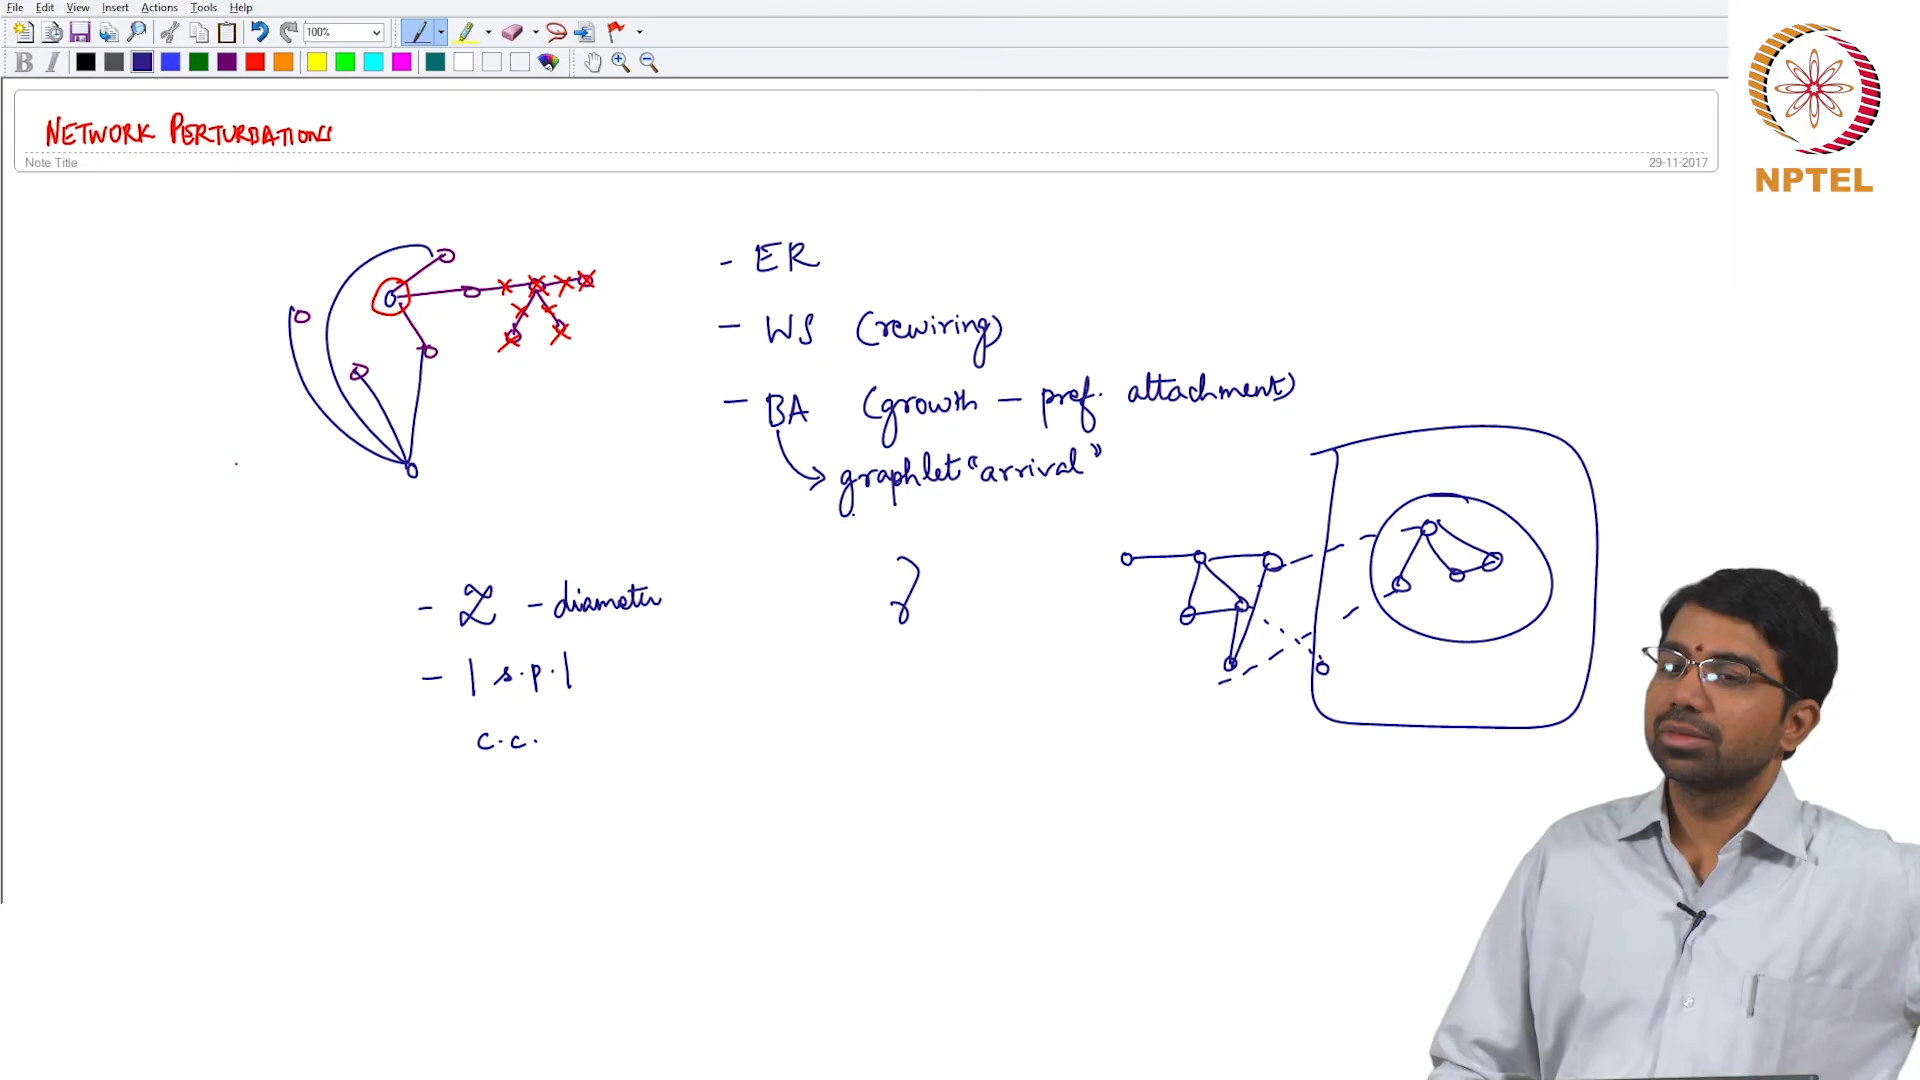 File Edit View Insert Actions Tools Help
100%
B I
NETWORK PERTURBATIONS
Note Title
29-11-2017
NPTEL
- ER
- WS (rewiring)
- BA (growth - pref. attachment)
graphlet "arrival"
- L - diameter
- | s.p. |
c.c.